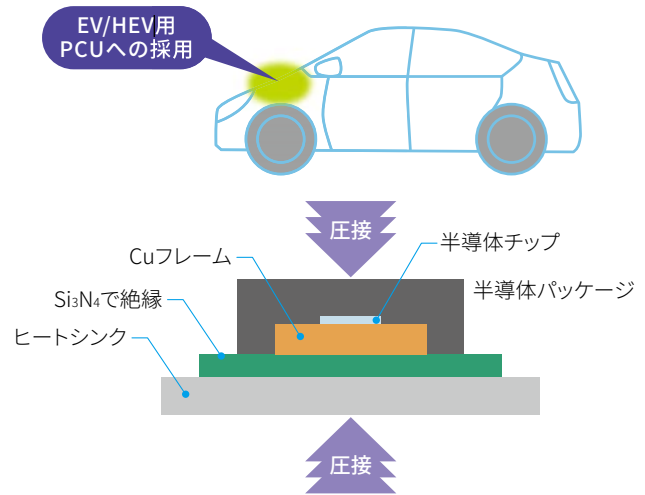 EV/HEV用
PCUへの採用
圧接
半導体チップ
Cuフレーム
半導体パッケージ
Si₃N₄で絶縁
ヒートシンク
圧接